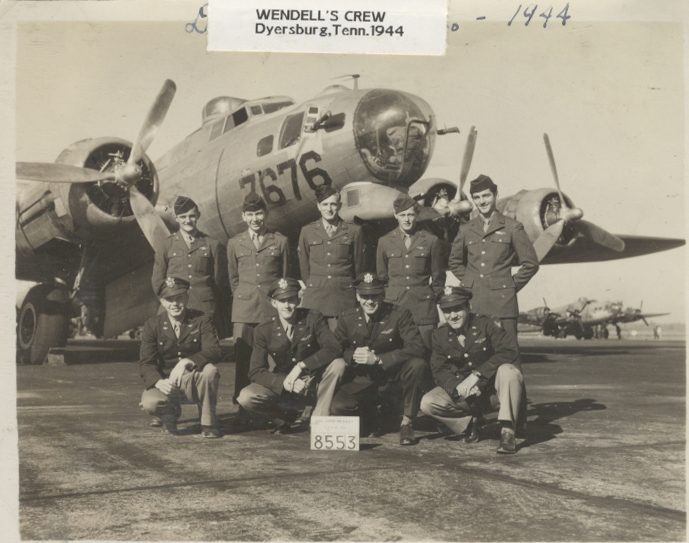 WENDELL'S CREW
Dyersburg,Tenn.1944
- 1944
7676
8553